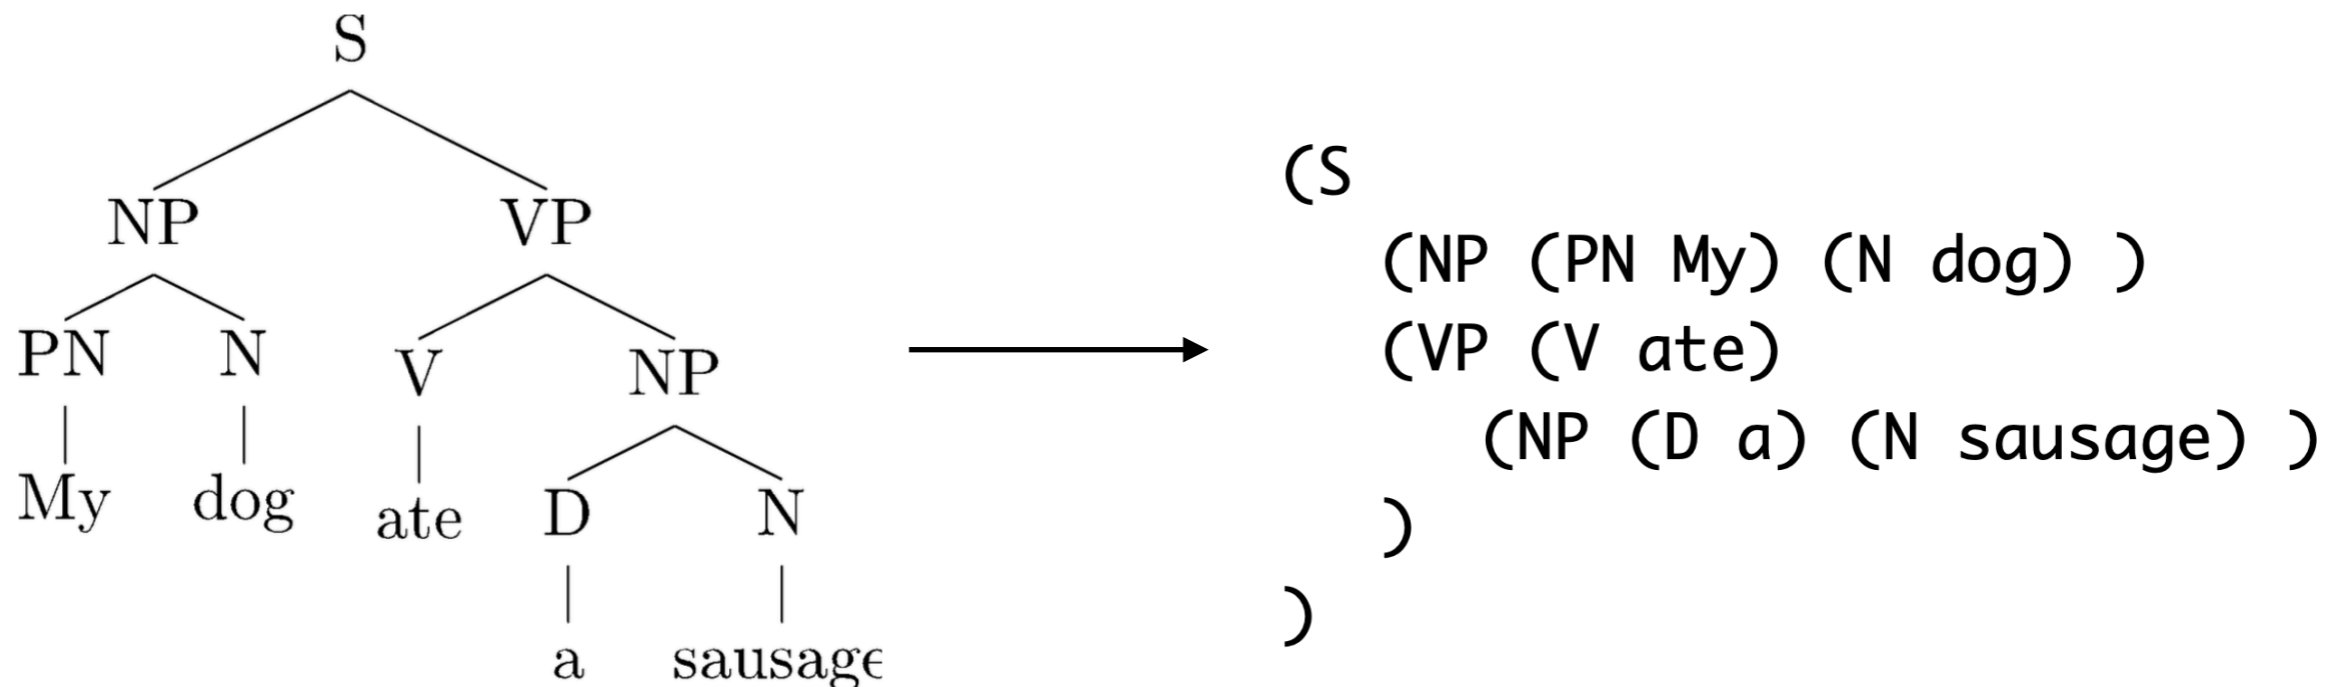 S
NP VP
PN N V NP
My dog ate D N
a sausage
(S
(NP (PN My) (N dog) )
(VP (V ate)
(NP (D a) (N sausage) )
)
)